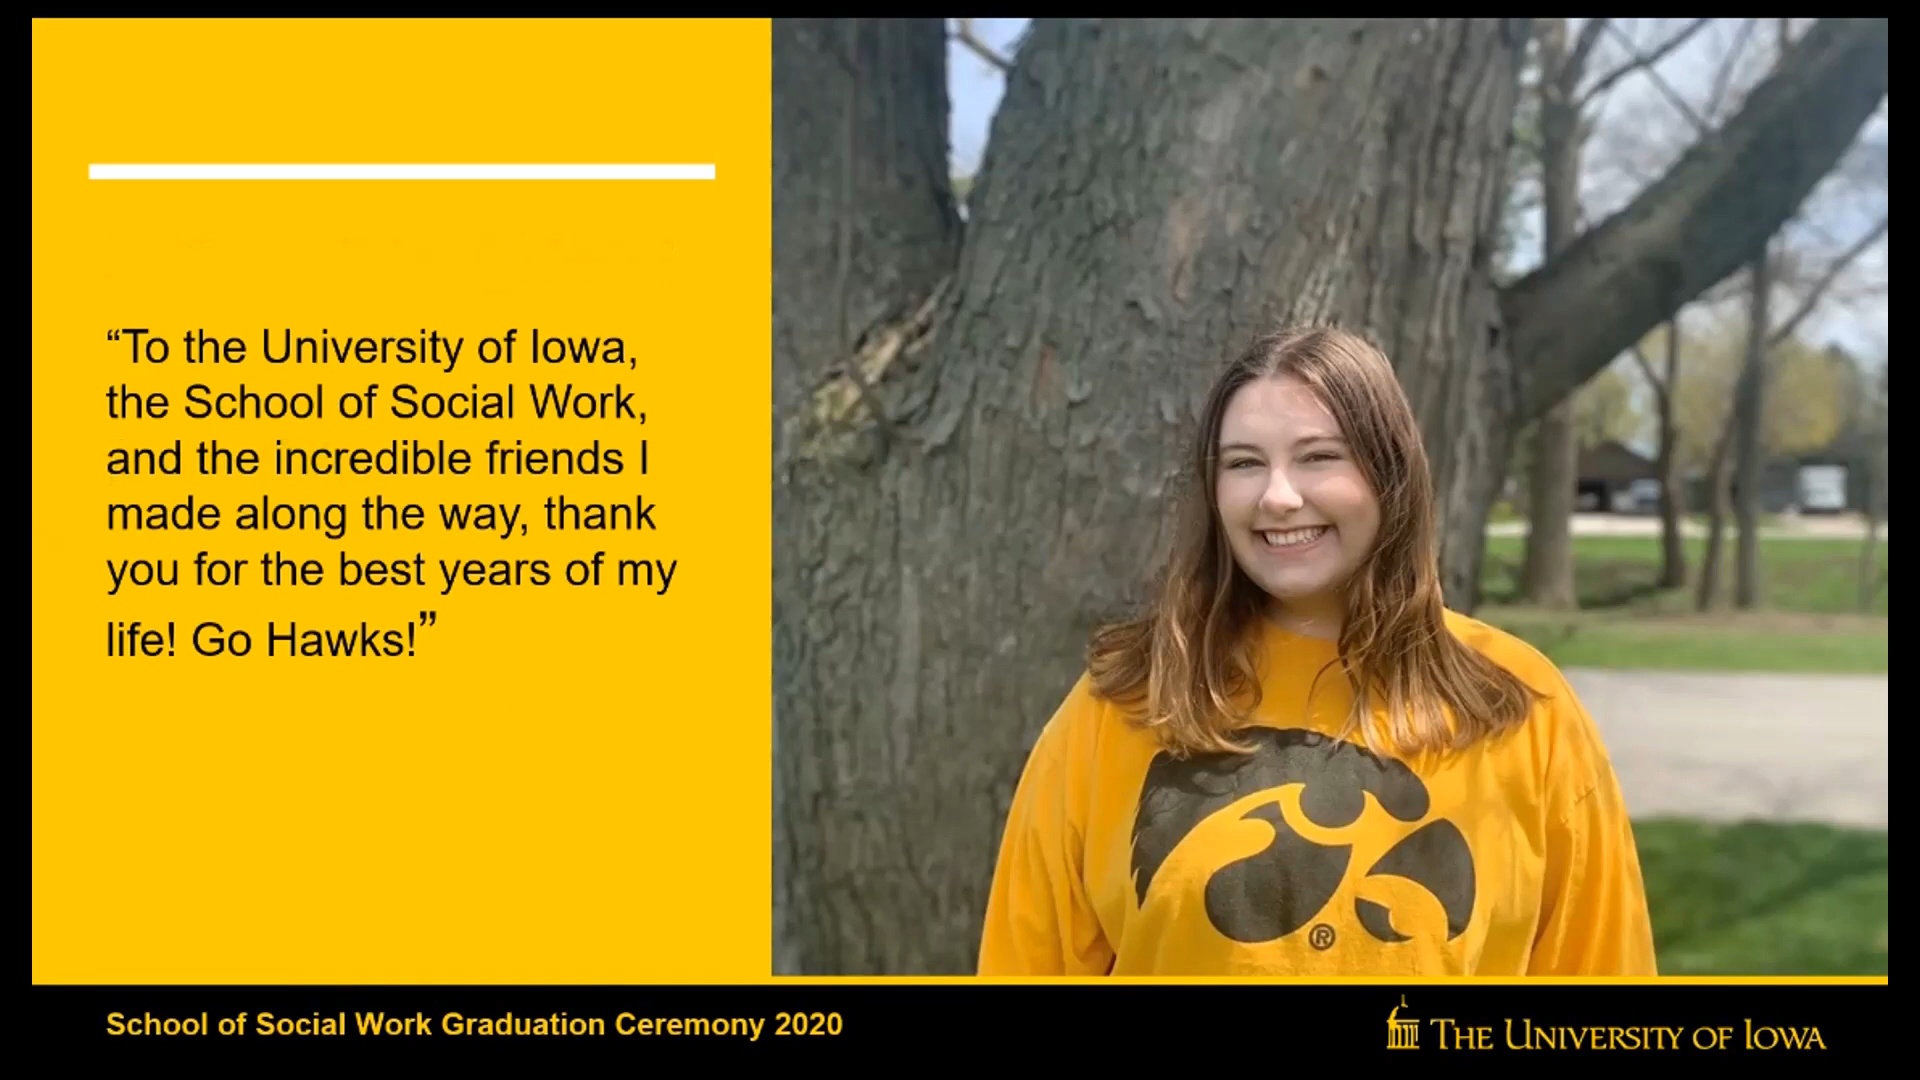 “To the University of Iowa,
the School of Social Work,
and the incredible friends I
made along the way, thank
you for the best years of my
life! Go Hawks!”
®
School of Social Work Graduation Ceremony 2020
THE UNIVERSITY OF IOWA